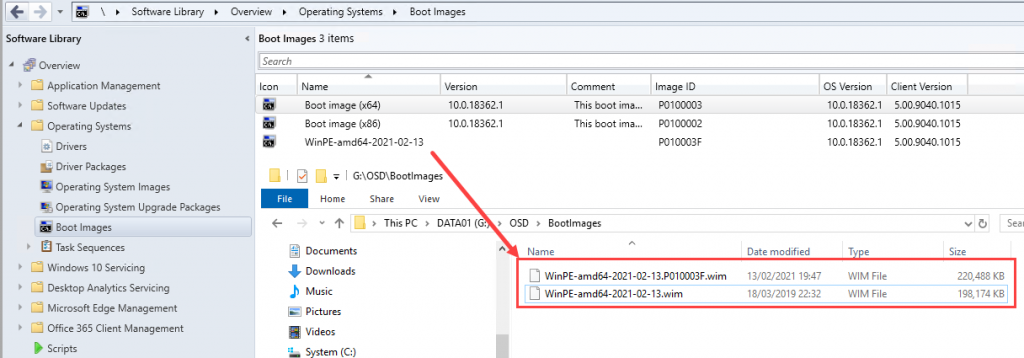 \ ▸ Software Library ▸ Overview ▸ Operating Systems ▸ Boot Images
Software Library
Overview
Application Management
Software Updates
Operating Systems
Drivers
Driver Packages
Operating System Images
Operating System Upgrade Packages
Boot Images
Task Sequences
Windows 10 Servicing
Desktop Analytics Servicing
Microsoft Edge Management
Office 365 Client Management
Scripts
Boot Images 3 items
Search
Icon Name Version Comment Image ID OS Version Client Version
Boot image (x64) 10.0.18362.1 This boot ima... P0100003 10.0.18362.1 5.00.9040.1015
Boot image (x86) 10.0.18362.1 This boot ima... P0100002 10.0.18362.1 5.00.9040.1015
WinPE-amd64-2021-02-13 P010003F 10.0.18362.1 5.00.9040.1015
G:\OSD\BootImages
File Home Share View
This PC > DATA01 (G:) > OSD > BootImages
Sear
Documents
Downloads
Music
Pictures
Videos
System (C:)
Name Date modified Type Size
WinPE-amd64-2021-02-13.P010003F.wim 13/02/2021 19:47 WIM File 220,488 KB
WinPE-amd64-2021-02-13.wim 18/03/2019 22:32 WIM File 198,174 KB